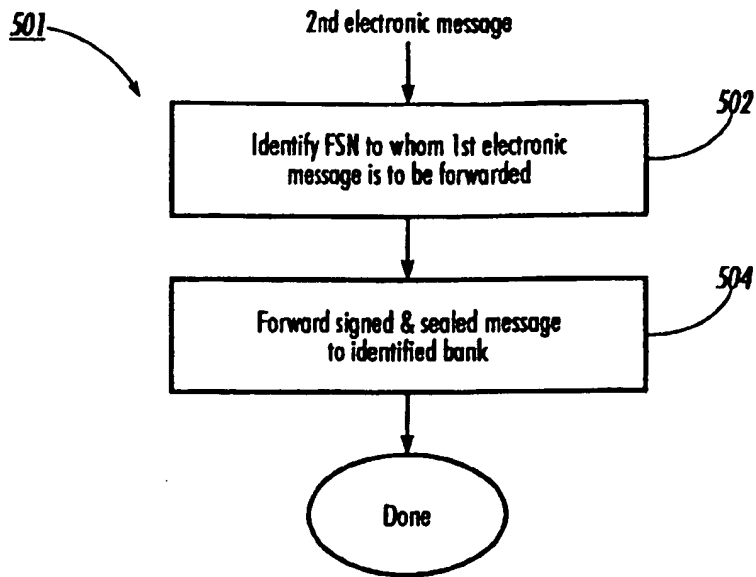 501
2nd electronic message
502
Identify FSN to whom 1st electronic
message is to be forwarded
504
Forward signed & sealed message
to identified bank
Done